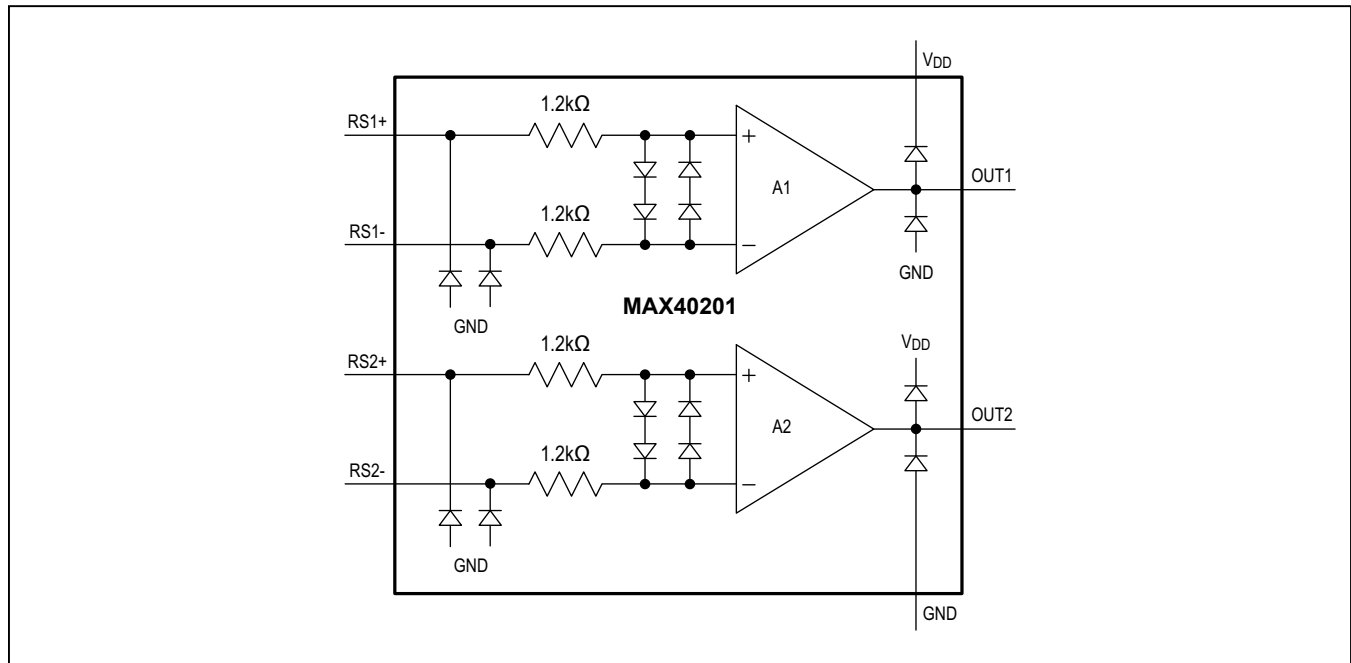 VDD
1.2kΩ
RS1+
+
A1
OUT1
1.2kΩ
RS1-
−
GND
GND
MAX40201
1.2kΩ
VDD
RS2+
+
A2
OUT2
1.2kΩ
RS2-
−
GND
GND